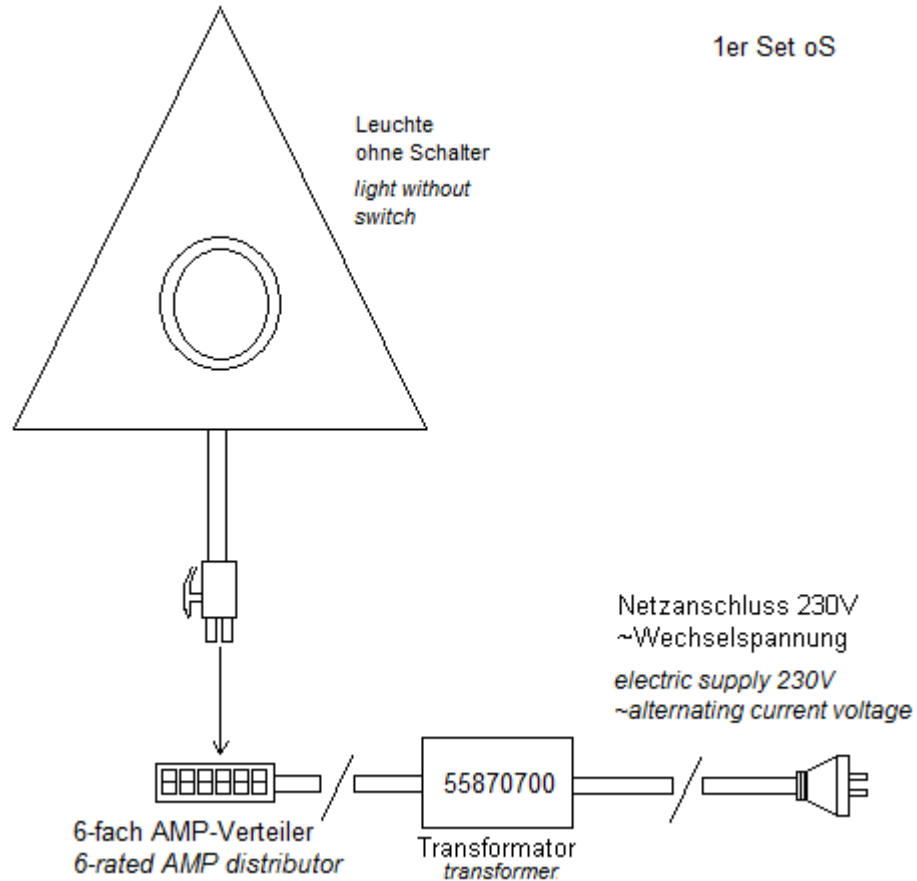 1er Set oS
Leuchte
ohne Schalter
light without
switch
Netzanschluss 230V
~Wechselspannung
electric supply 230V
~alternating current voltage
55870700
6-fach AMP-Verteiler
6-rated AMP distributor
Transformator
transformer